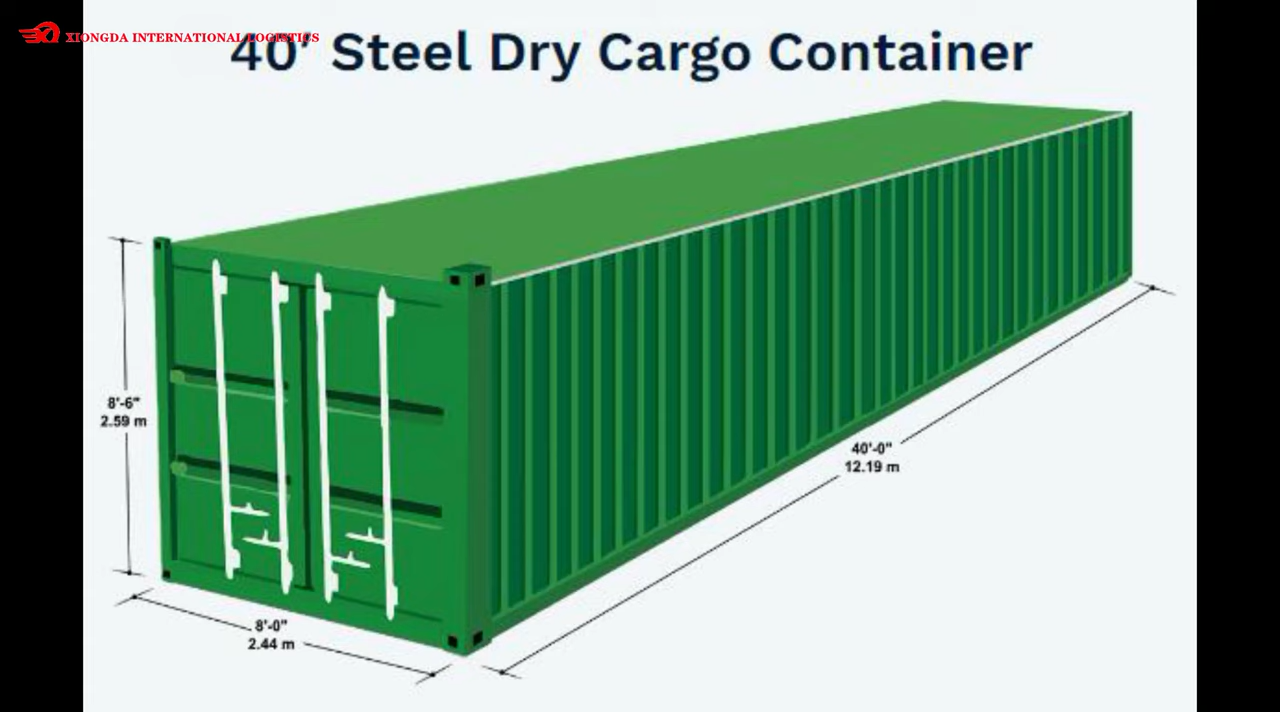 XIONGDA INTERNATIONAL LOGISTICS
40' Steel Dry Cargo Container
8'-6"
2.59 m
40'-0"
12.19 m
8'-0"
2.44 m